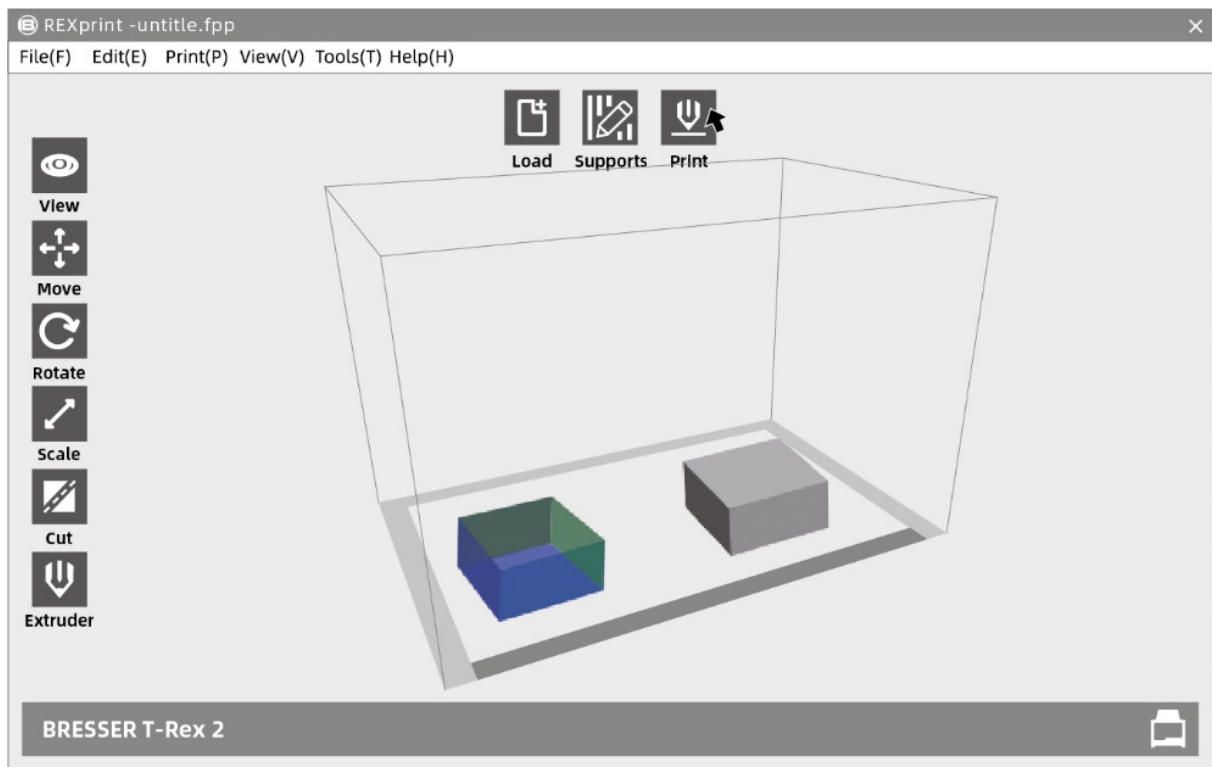 REXprint -untitle.fpp
File(F) Edit(E) Print(P) View(V) Tools(T) Help(H)
Load Supports Print
View
Move
Rotate
Scale
Cut
Extruder
BRESSER T-Rex 2